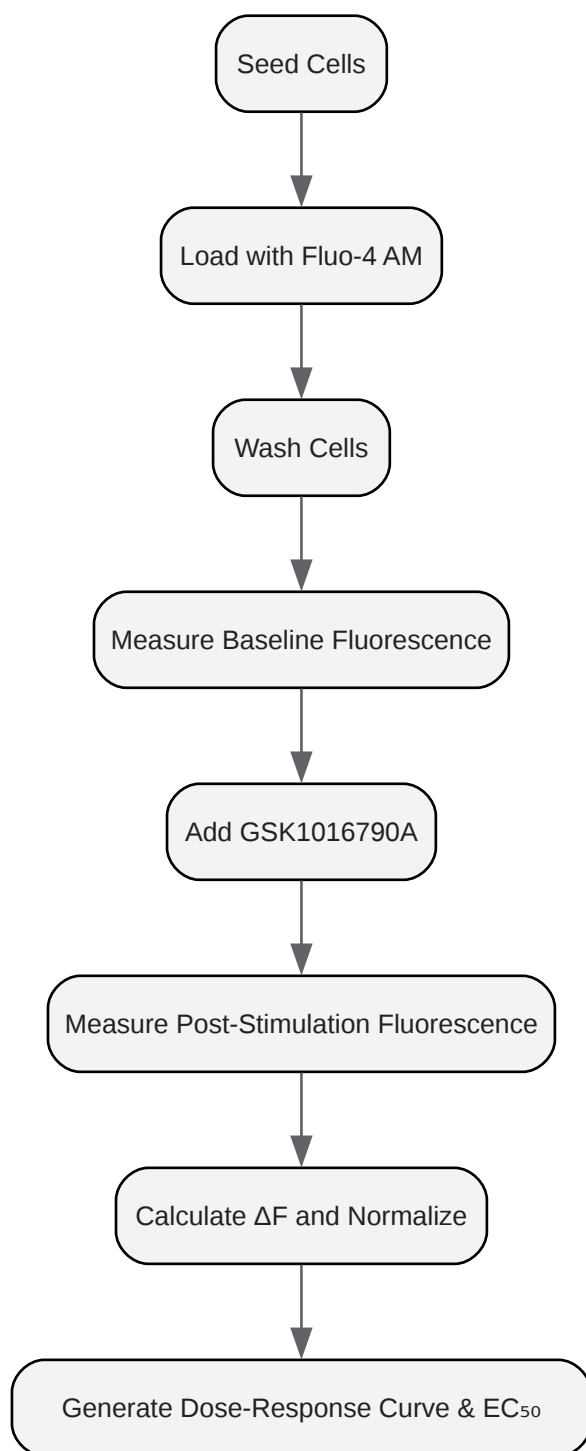 Seed Cells
Load with Fluo-4 AM
Wash Cells
Measure Baseline Fluorescence
Add GSK1016790A
Measure Post-Stimulation Fluorescence
Calculate ΔF and Normalize
Generate Dose-Response Curve & EC₅₀